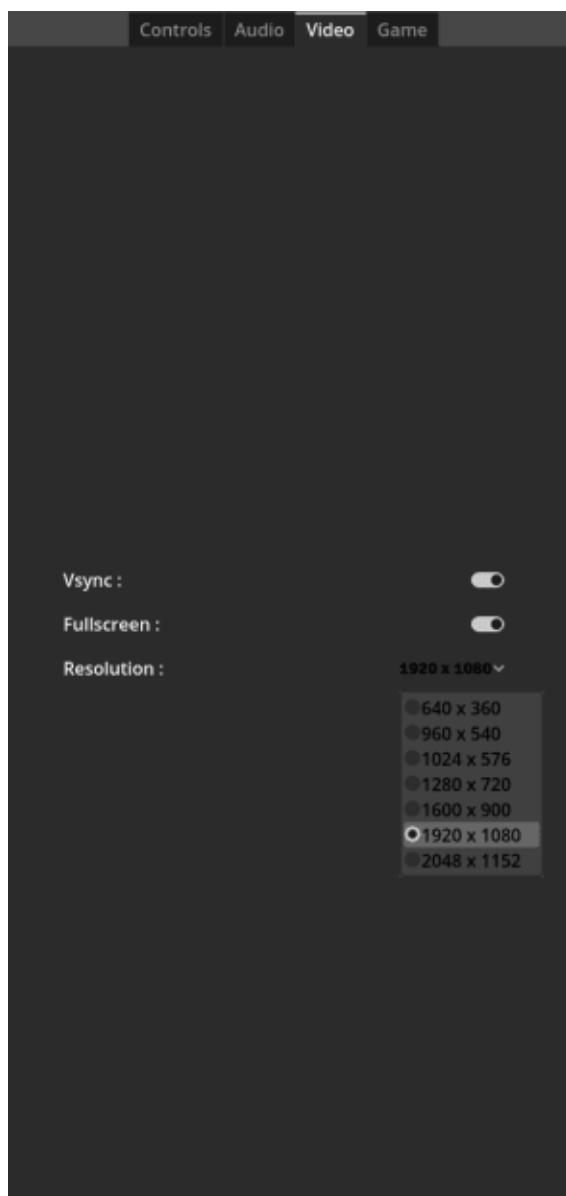 Controls Audio Video Game
Vsync :
Fullscreen :
Resolution : 1920 x 1080
640 x 360
960 x 540
1024 x 576
1280 x 720
1600 x 900
1920 x 1080
2048 x 1152